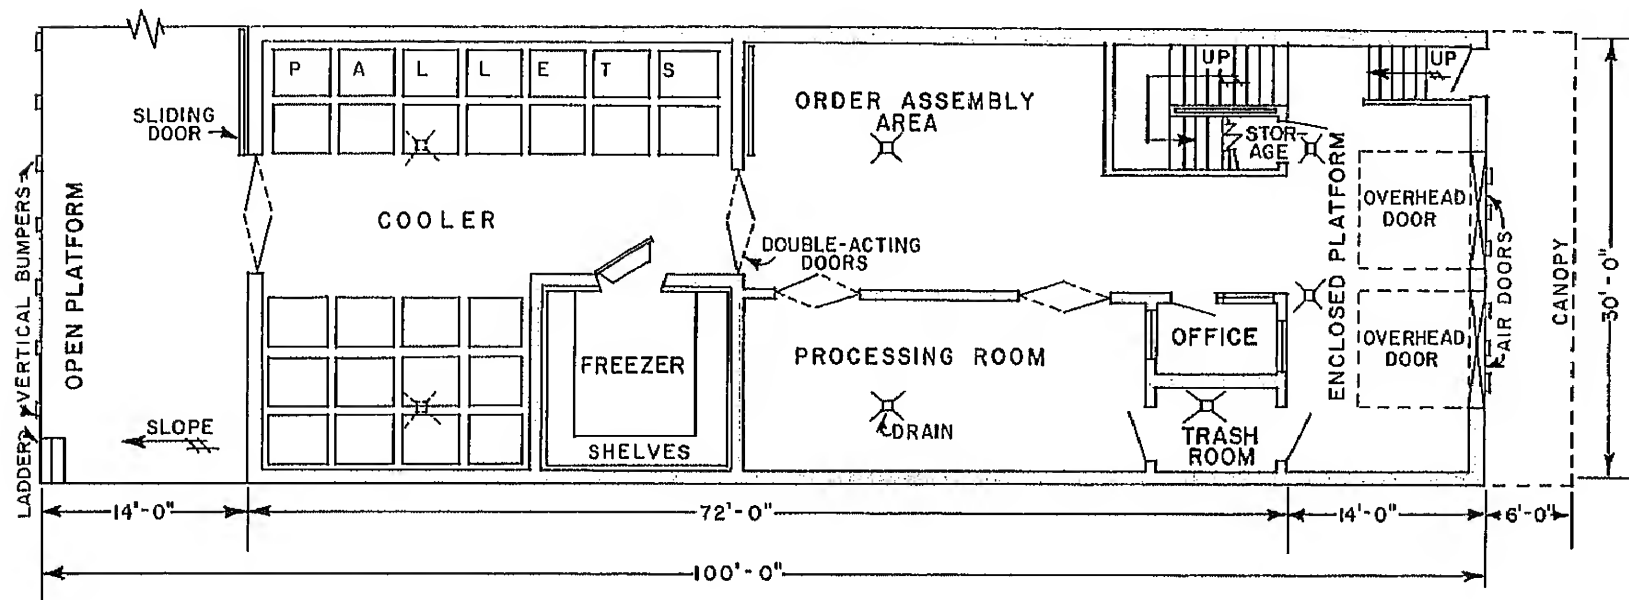 P A L L E T S
UP
UP
SLIDING
DOOR
ORDER ASSEMBLY
AREA
STOR-
AGE
VERTICAL BUMPERS
OPEN PLATFORM
COOLER
DOUBLE-ACTING
DOORS
ENCLOSED PLATFORM
OVERHEAD
DOOR
AIR DOORS
CANOPY
30'-0"
FREEZER
PROCESSING ROOM
OFFICE
OVERHEAD
DOOR
LADDER
SLOPE
SHELVES
DRAIN
TRASH
ROOM
14'-0"
72'-0"
14'-0"
6'-0"
100'-0"